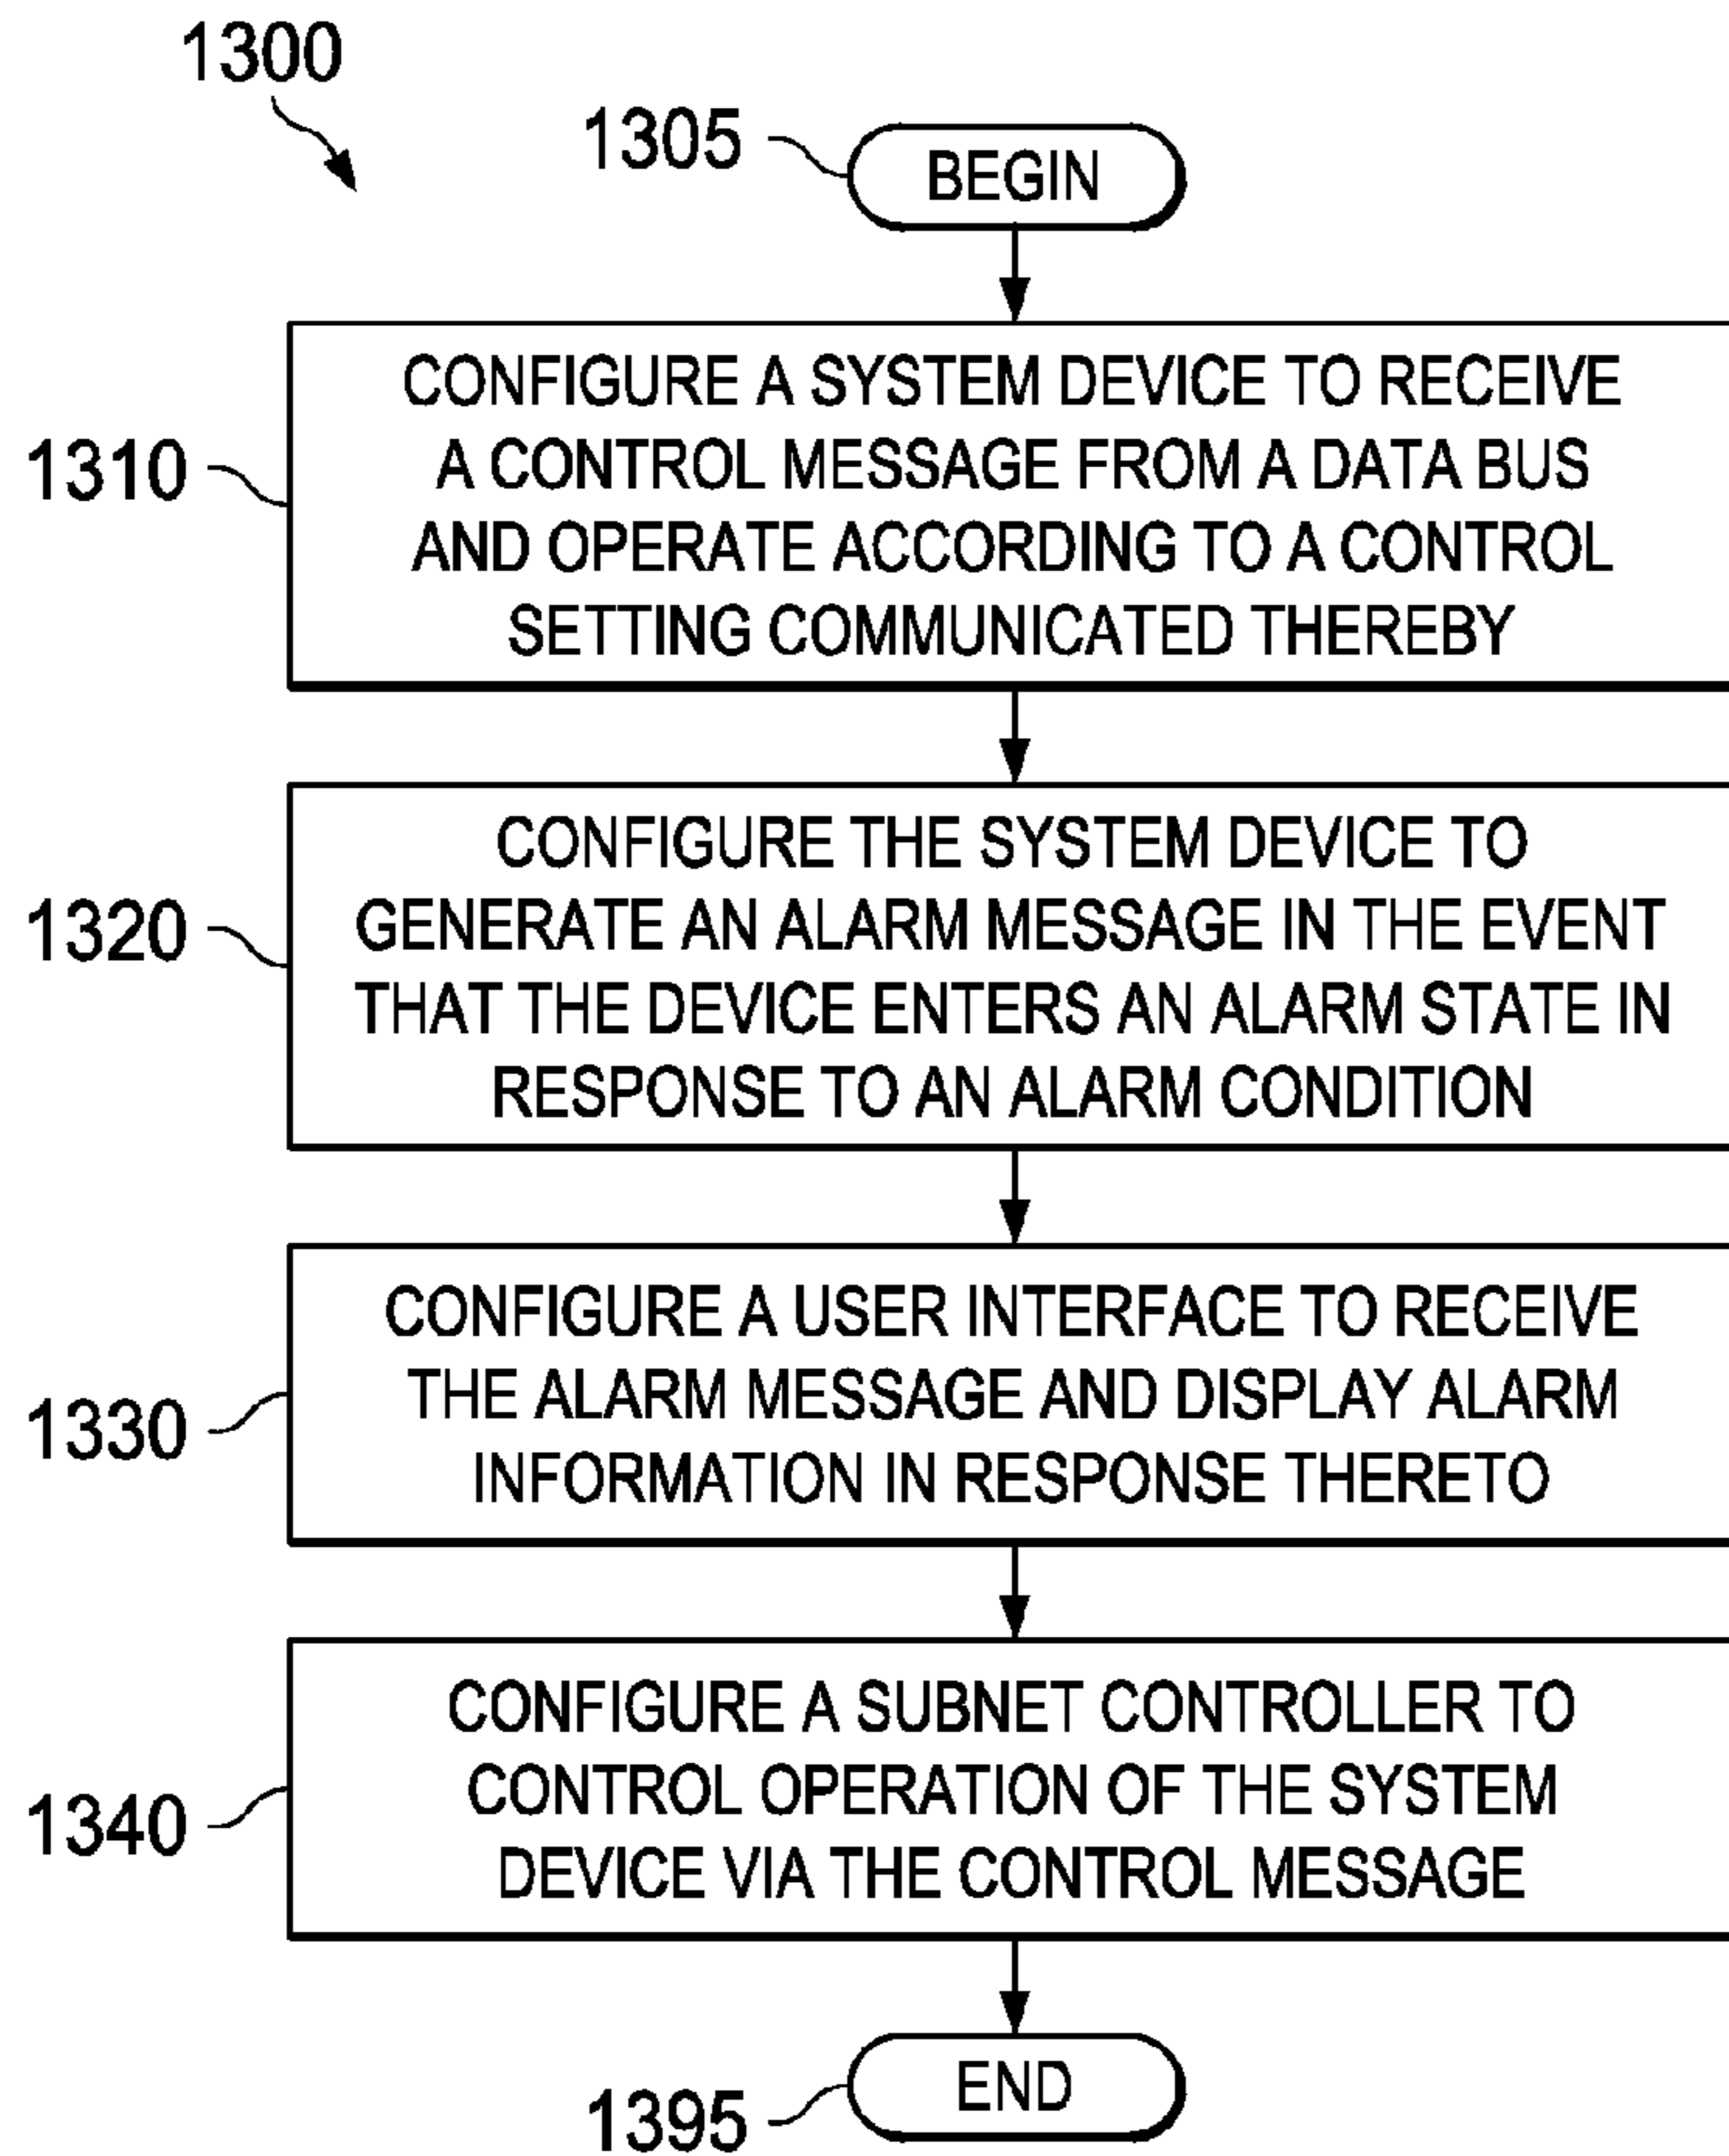 1300
1305
BEGIN
1310
CONFIGURE A SYSTEM DEVICE TO RECEIVE
A CONTROL MESSAGE FROM A DATA BUS
AND OPERATE ACCORDING TO A CONTROL
SETTING COMMUNICATED THEREBY
1320
CONFIGURE THE SYSTEM DEVICE TO
GENERATE AN ALARM MESSAGE IN THE EVENT
THAT THE DEVICE ENTERS AN ALARM STATE IN
RESPONSE TO AN ALARM CONDITION
1330
CONFIGURE A USER INTERFACE TO RECEIVE
THE ALARM MESSAGE AND DISPLAY ALARM
INFORMATION IN RESPONSE THERETO
1340
CONFIGURE A SUBNET CONTROLLER TO
CONTROL OPERATION OF THE SYSTEM
DEVICE VIA THE CONTROL MESSAGE
1395
END